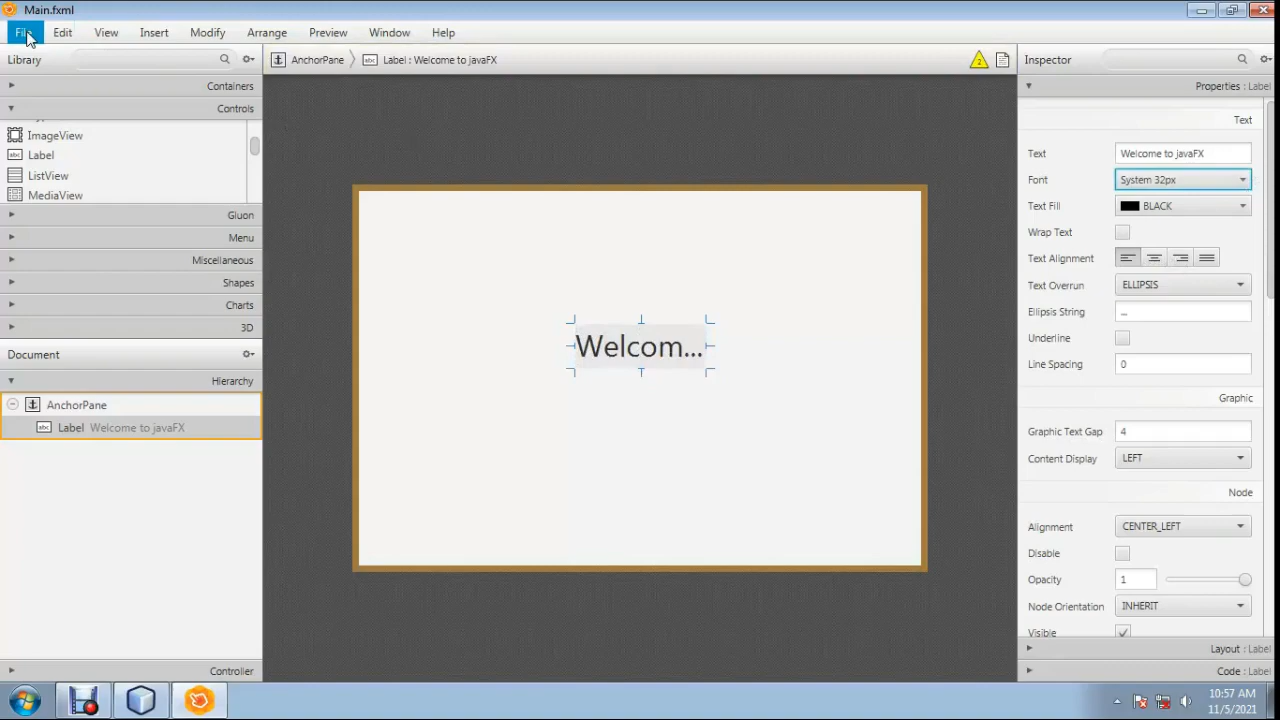 Main.fxml
File Edit View Insert Modify Arrange Preview Window Help
Library
AnchorPane Label : Welcome to javaFX
2
Inspector
Containers
Controls
ImageView
Label
ListView
MediaView
Gluon
Menu
Miscellaneous
Shapes
Charts
3D
Document
Hierarchy
AnchorPane
abc Label Welcome to javaFX
Controller
Welcom...
Properties : Label
Text
Text Welcome to javaFX
Font System 32px
Text Fill BLACK
Wrap Text
Text Alignment
Text Overrun ELLIPSIS
Ellipsis String ...
Underline
Line Spacing 0
Graphic
Graphic Text Gap 4
Content Display LEFT
Node
Alignment CENTER_LEFT
Disable
Opacity 1
Node Orientation INHERIT
Visible
Layout : Label
Code : Label
10:57 AM
11/5/2021